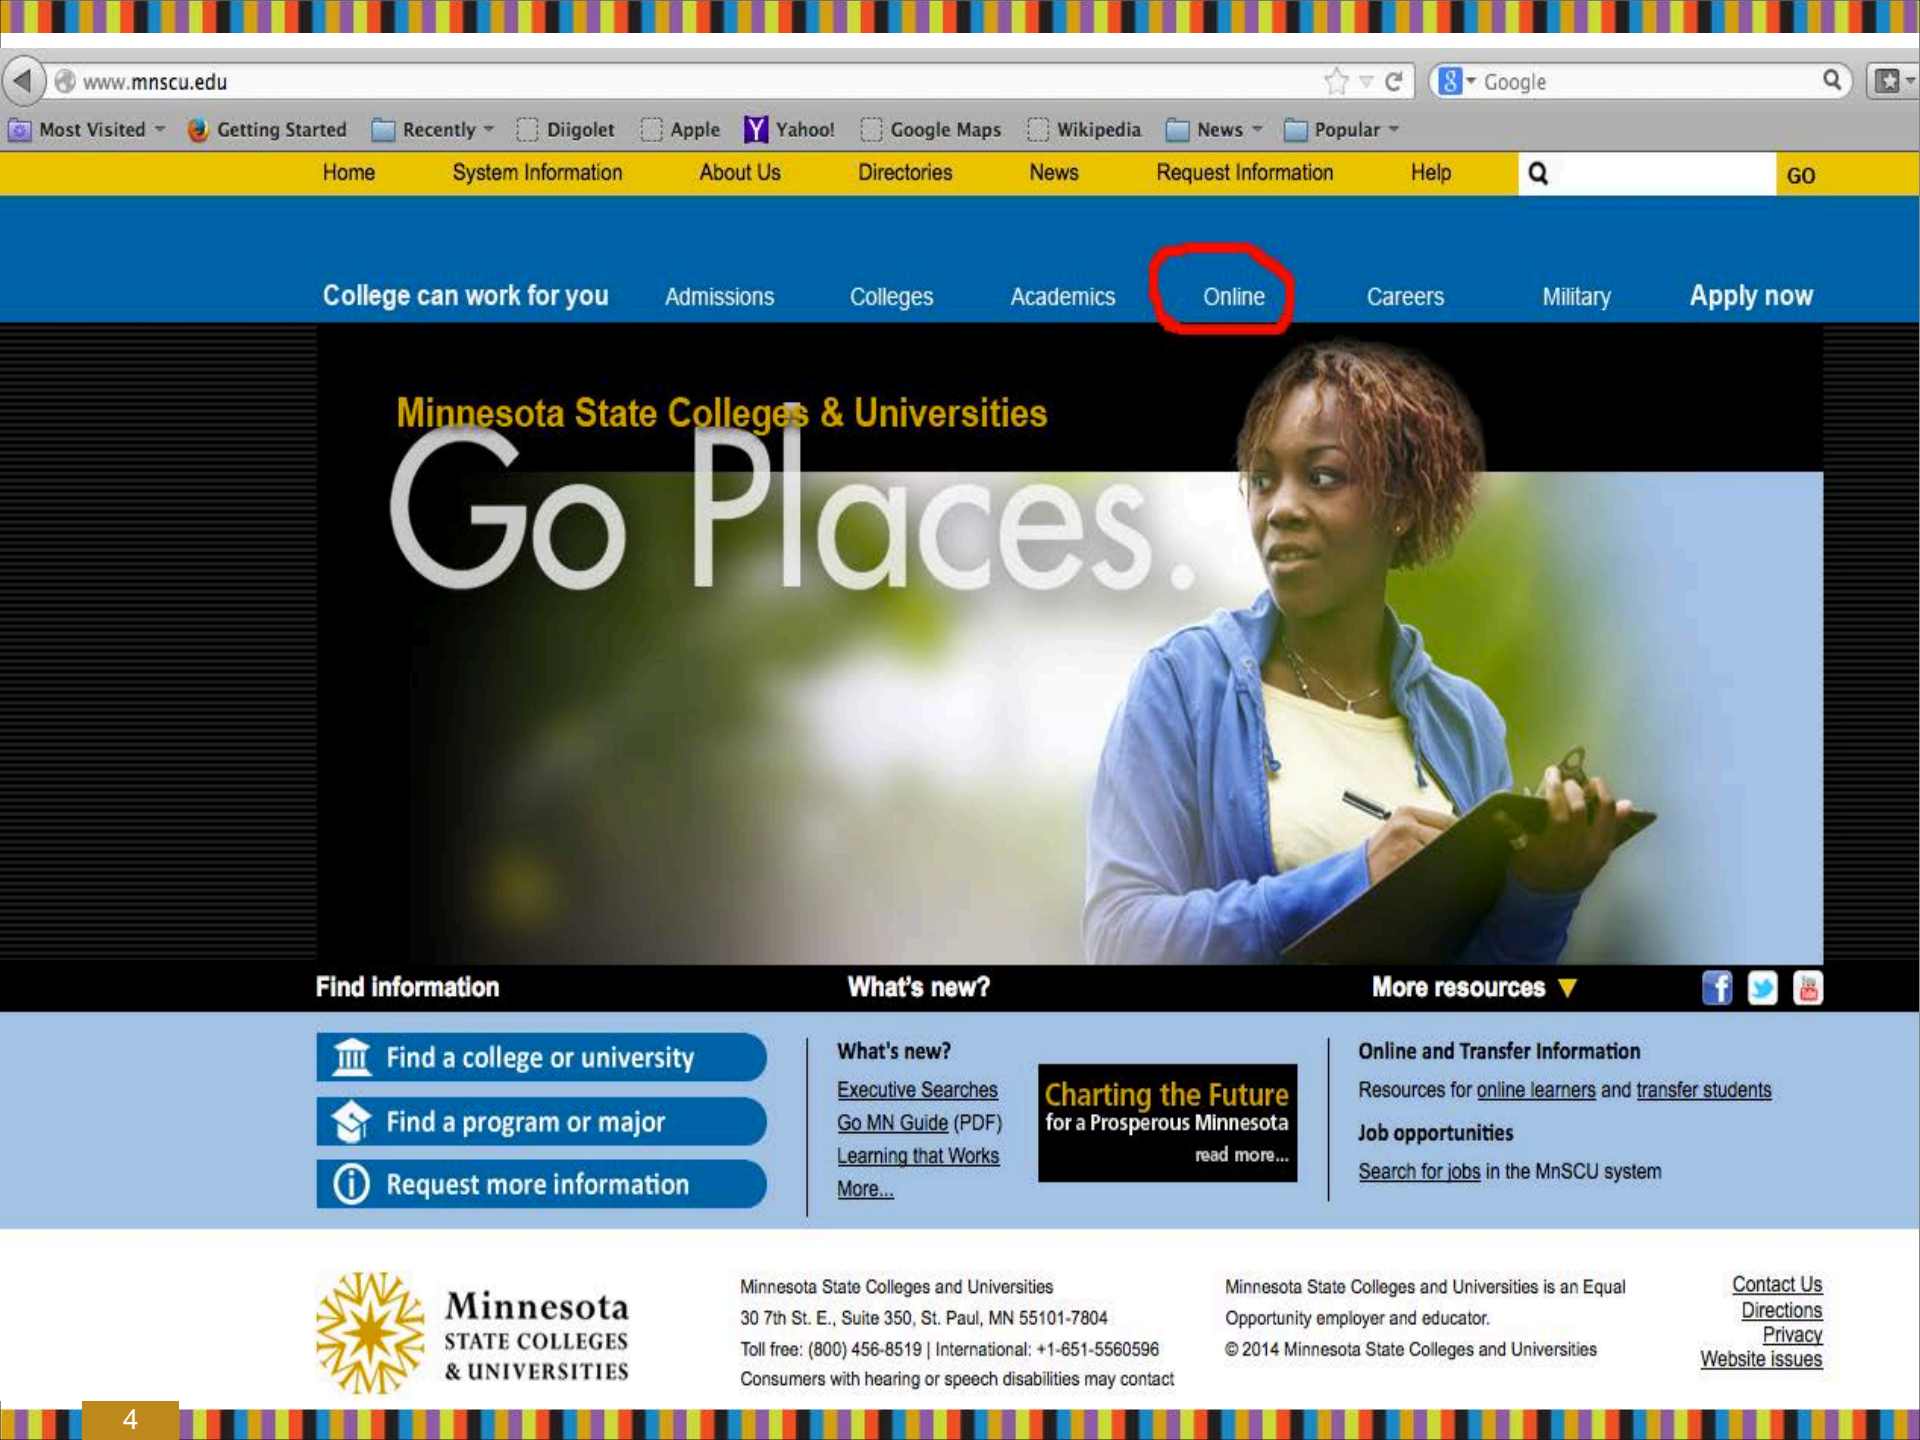 www.mnscu.edu
Google
Most Visited
Getting Started
Recently
Diigolet
Apple
Yahoo!
Google Maps
Wikipedia
News
Popular
Home
System Information
About Us
Directories
News
Request Information
Help
GO
College can work for you
Admissions
Colleges
Academics
Online
Careers
Military
Apply now
Minnesota State Colleges & Universities
Go Places.
Find information
What's new?
More resources
Find a college or university
Find a program or major
Request more information
What's new?
Executive Searches
Go MN Guide (PDF)
Learning that Works
More...
Charting the Future
for a Prosperous Minnesota
read more...
Online and Transfer Information
Resources for online learners and transfer students
Job opportunities
Search for jobs in the MnSCU system
Minnesota
STATE COLLEGES
& UNIVERSITIES
Minnesota State Colleges and Universities
30 7th St. E., Suite 350, St. Paul, MN 55101-7804
Toll free: (800) 456-8519 | International: +1-651-5560596
Consumers with hearing or speech disabilities may contact
Minnesota State Colleges and Universities is an Equal
Opportunity employer and educator.
© 2014 Minnesota State Colleges and Universities
Contact Us
Directions
Privacy
Website issues
4